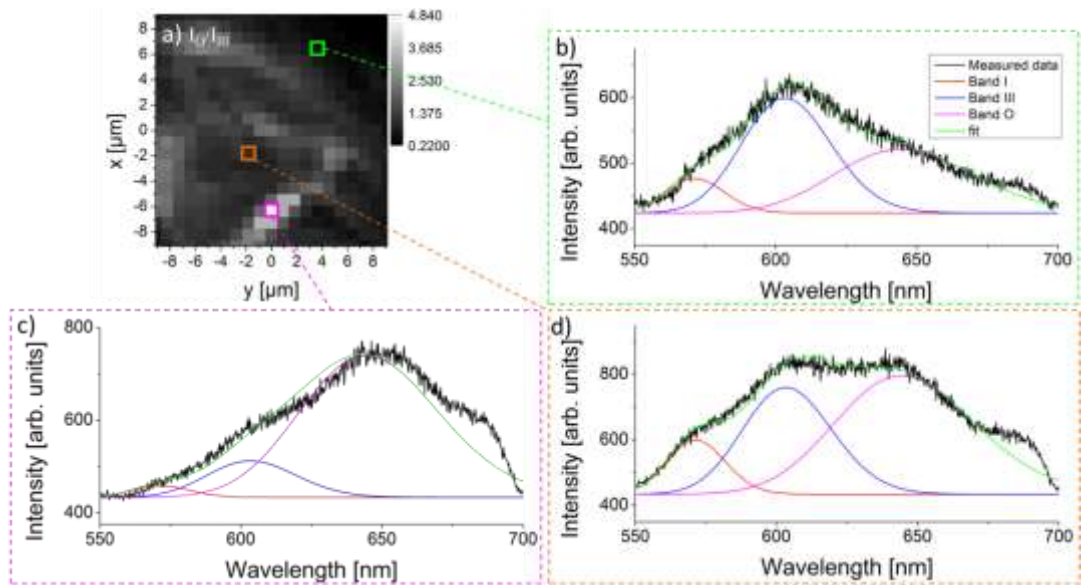 a) I_O/I_III
4.840
3.685
2.530
1.375
0.2200
8
6
4
2
0
-2
-4
-6
-8
x [µm]
-8 -6 -4 -2 0 2 4 6 8
y [µm]
b)
Measured data
Band I
Band III
Band O
fit
600
500
400
Intensity [arb. units]
550 600 650 700
Wavelength [nm]
c)
800
600
400
Intensity [arb. units]
550 600 650 700
Wavelength [nm]
d)
800
600
400
Intensity [arb. units]
550 600 650 700
Wavelength [nm]